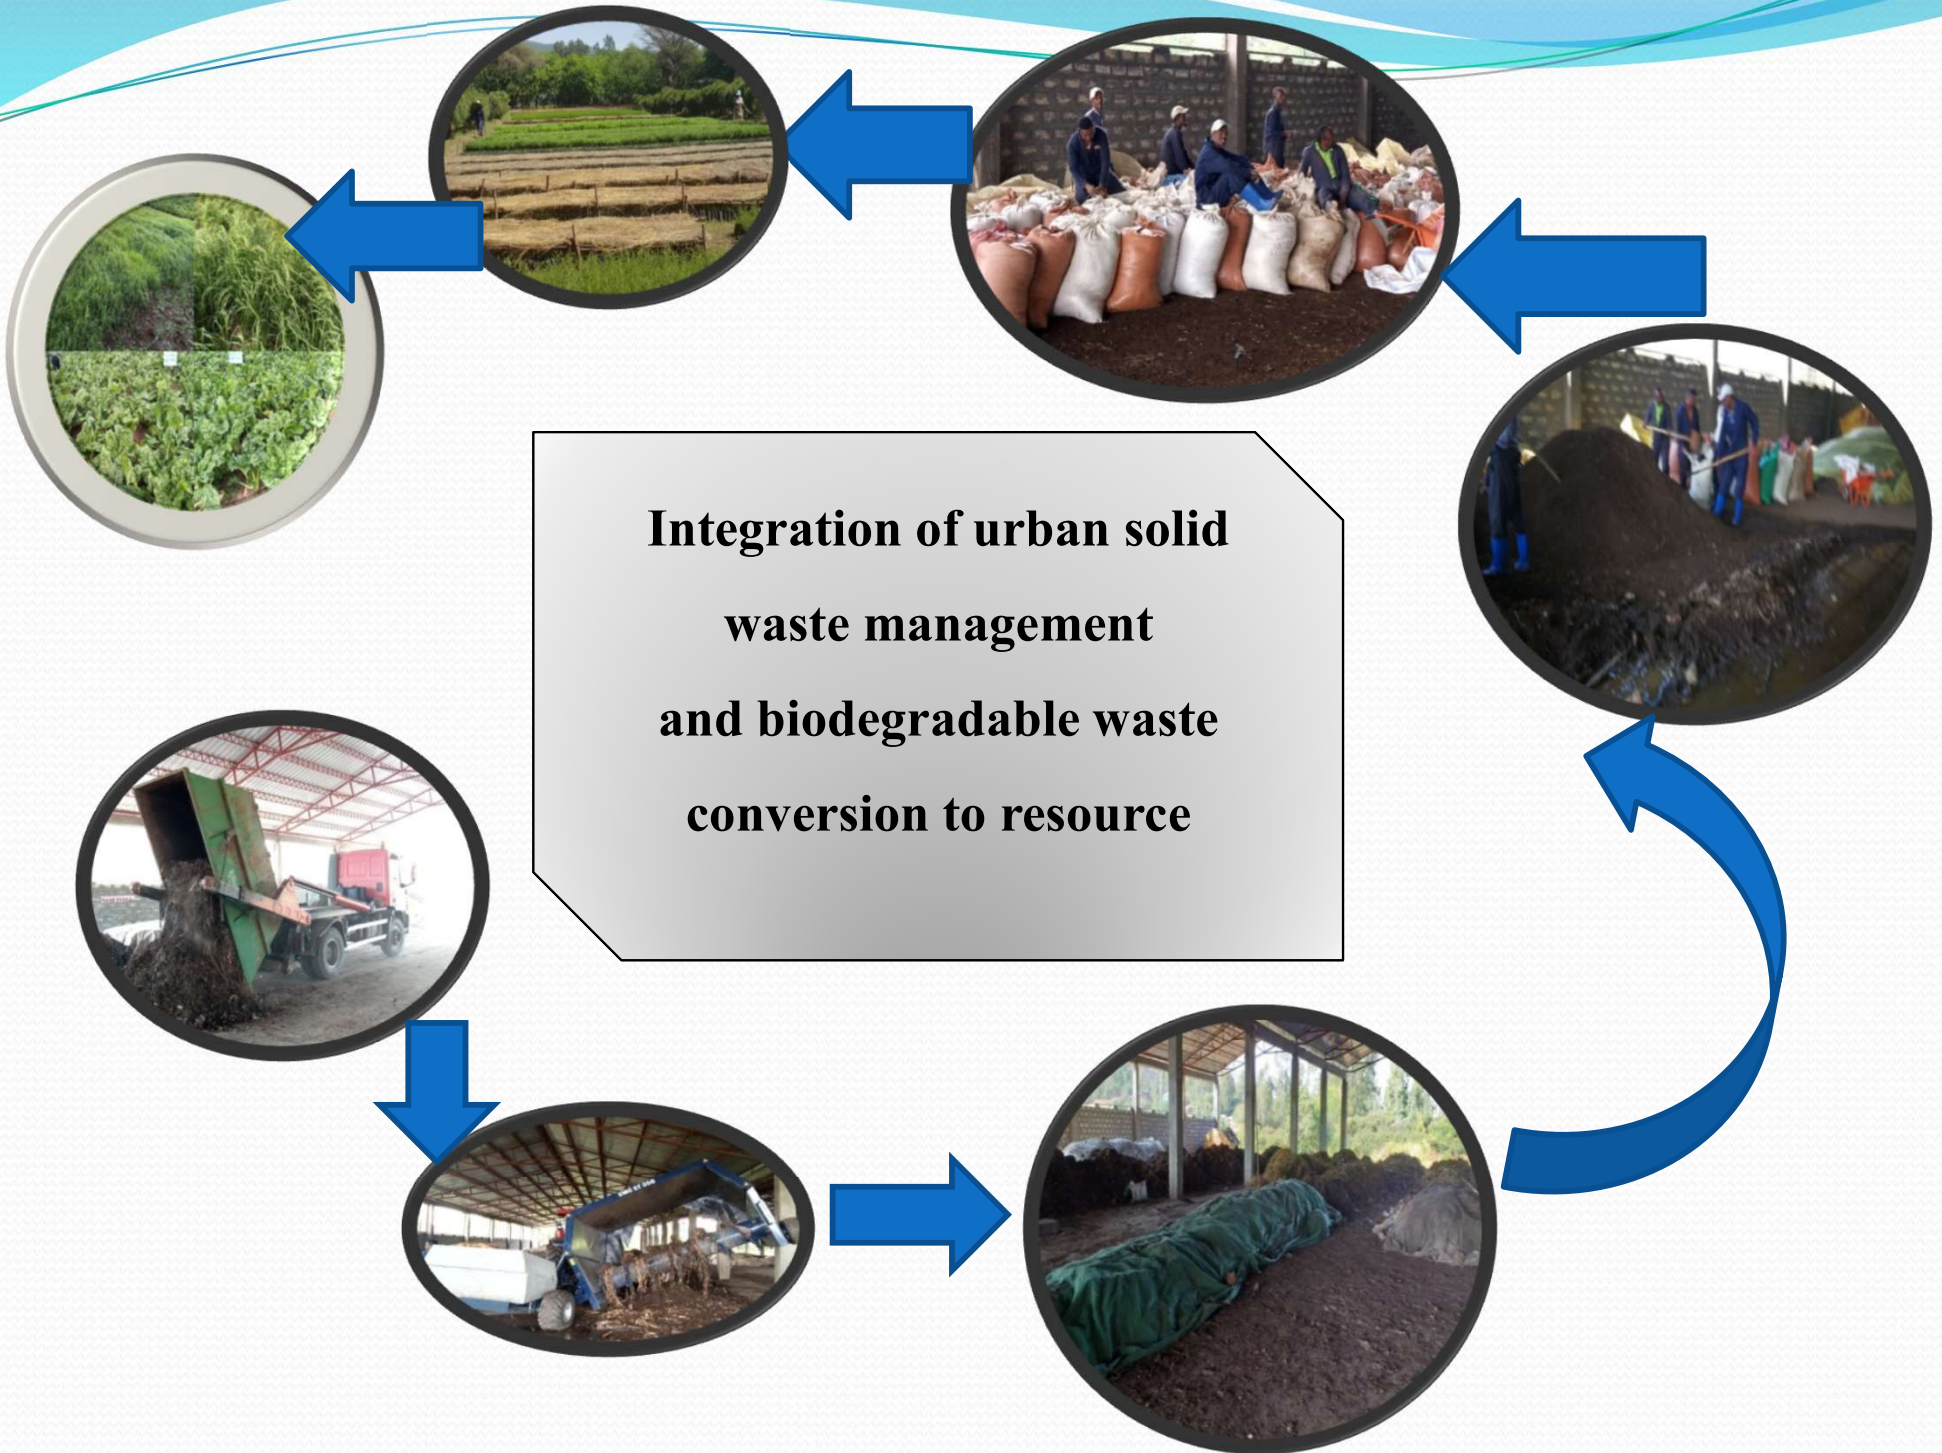 Integration of urban solid
waste management
and biodegradable waste
conversion to resource